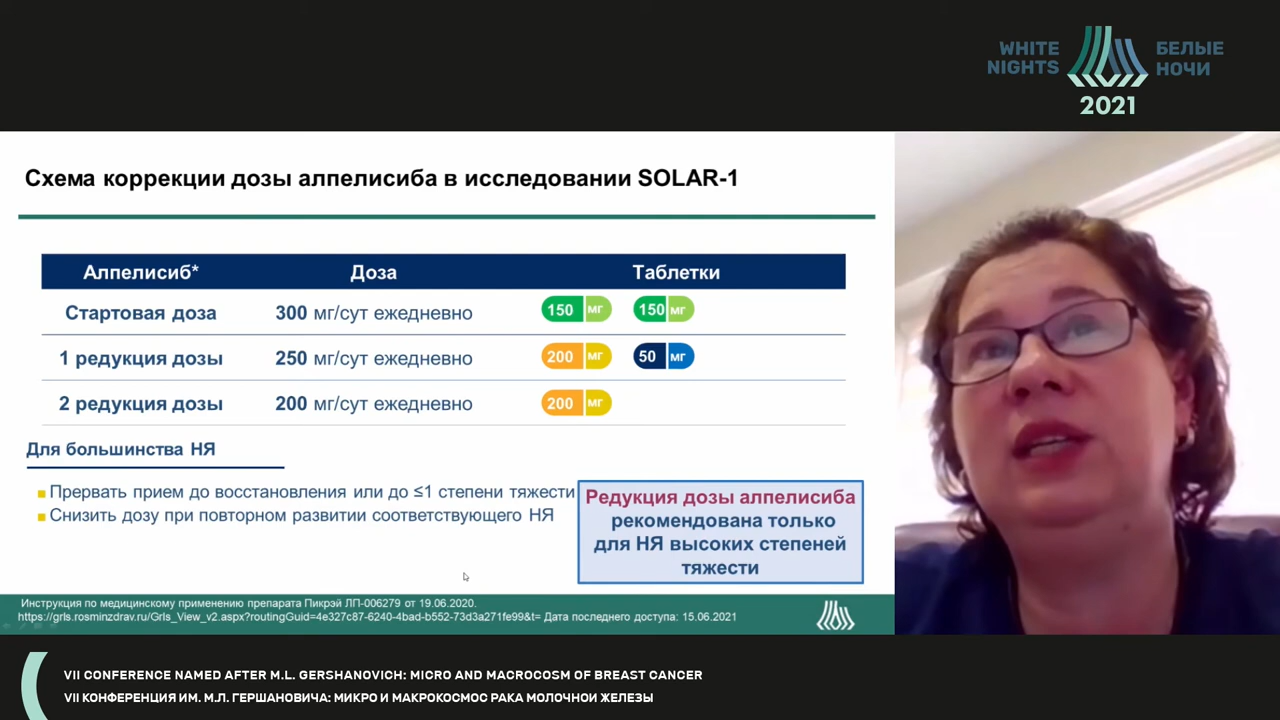 WHITE NIGHTS
БЕЛЫЕ НОЧИ
2021
Схема коррекции дозы алпелисиба в исследовании SOLAR-1
Алпелисиб* Доза Таблетки
Стартовая доза 300 мг/сут ежедневно 150 мг 150 мг
1 редукция дозы 250 мг/сут ежедневно 200 мг 50 мг
2 редукция дозы 200 мг/сут ежедневно 200 мг
Для большинства НЯ
Прервать прием до восстановления или до ≤1 степени тяжести
Снизить дозу при повторном развитии соответствующего НЯ
Редукция дозы алпелисиба
рекомендована только
для НЯ высоких степеней
тяжести
Инструкция по медицинскому применению препарата Пикрэй ЛП-006279 от 19.06.2020.
https://grls.rosminzdrav.ru/Grls_View_v2.aspx?routingGuid=4e327c87-6240-4bad-b552-73d3a271fe99&t= Дата последнего доступа: 15.06.2021
VII CONFERENCE NAMED AFTER M.L. GERSHANOVICH: MICRO AND MACROCOSM OF BREAST CANCER
VII КОНФЕРЕНЦИЯ ИМ. М.Л. ГЕРШАНОВИЧА: МИКРО И МАКРОКОСМОС РАКА МОЛОЧНОЙ ЖЕЛЕЗЫ